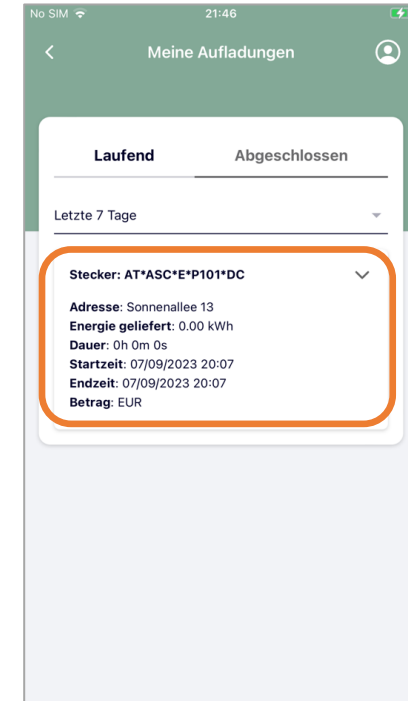 No SIM 21:46
Meine Aufladungen
Laufend Abgeschlossen
Letzte 7 Tage
Stecker: AT*ASC*E*P101*DC
Adresse: Sonnenallee 13
Energie geliefert: 0.00 kWh
Dauer: 0h 0m 0s
Startzeit: 07/09/2023 20:07
Endzeit: 07/09/2023 20:07
Betrag: EUR